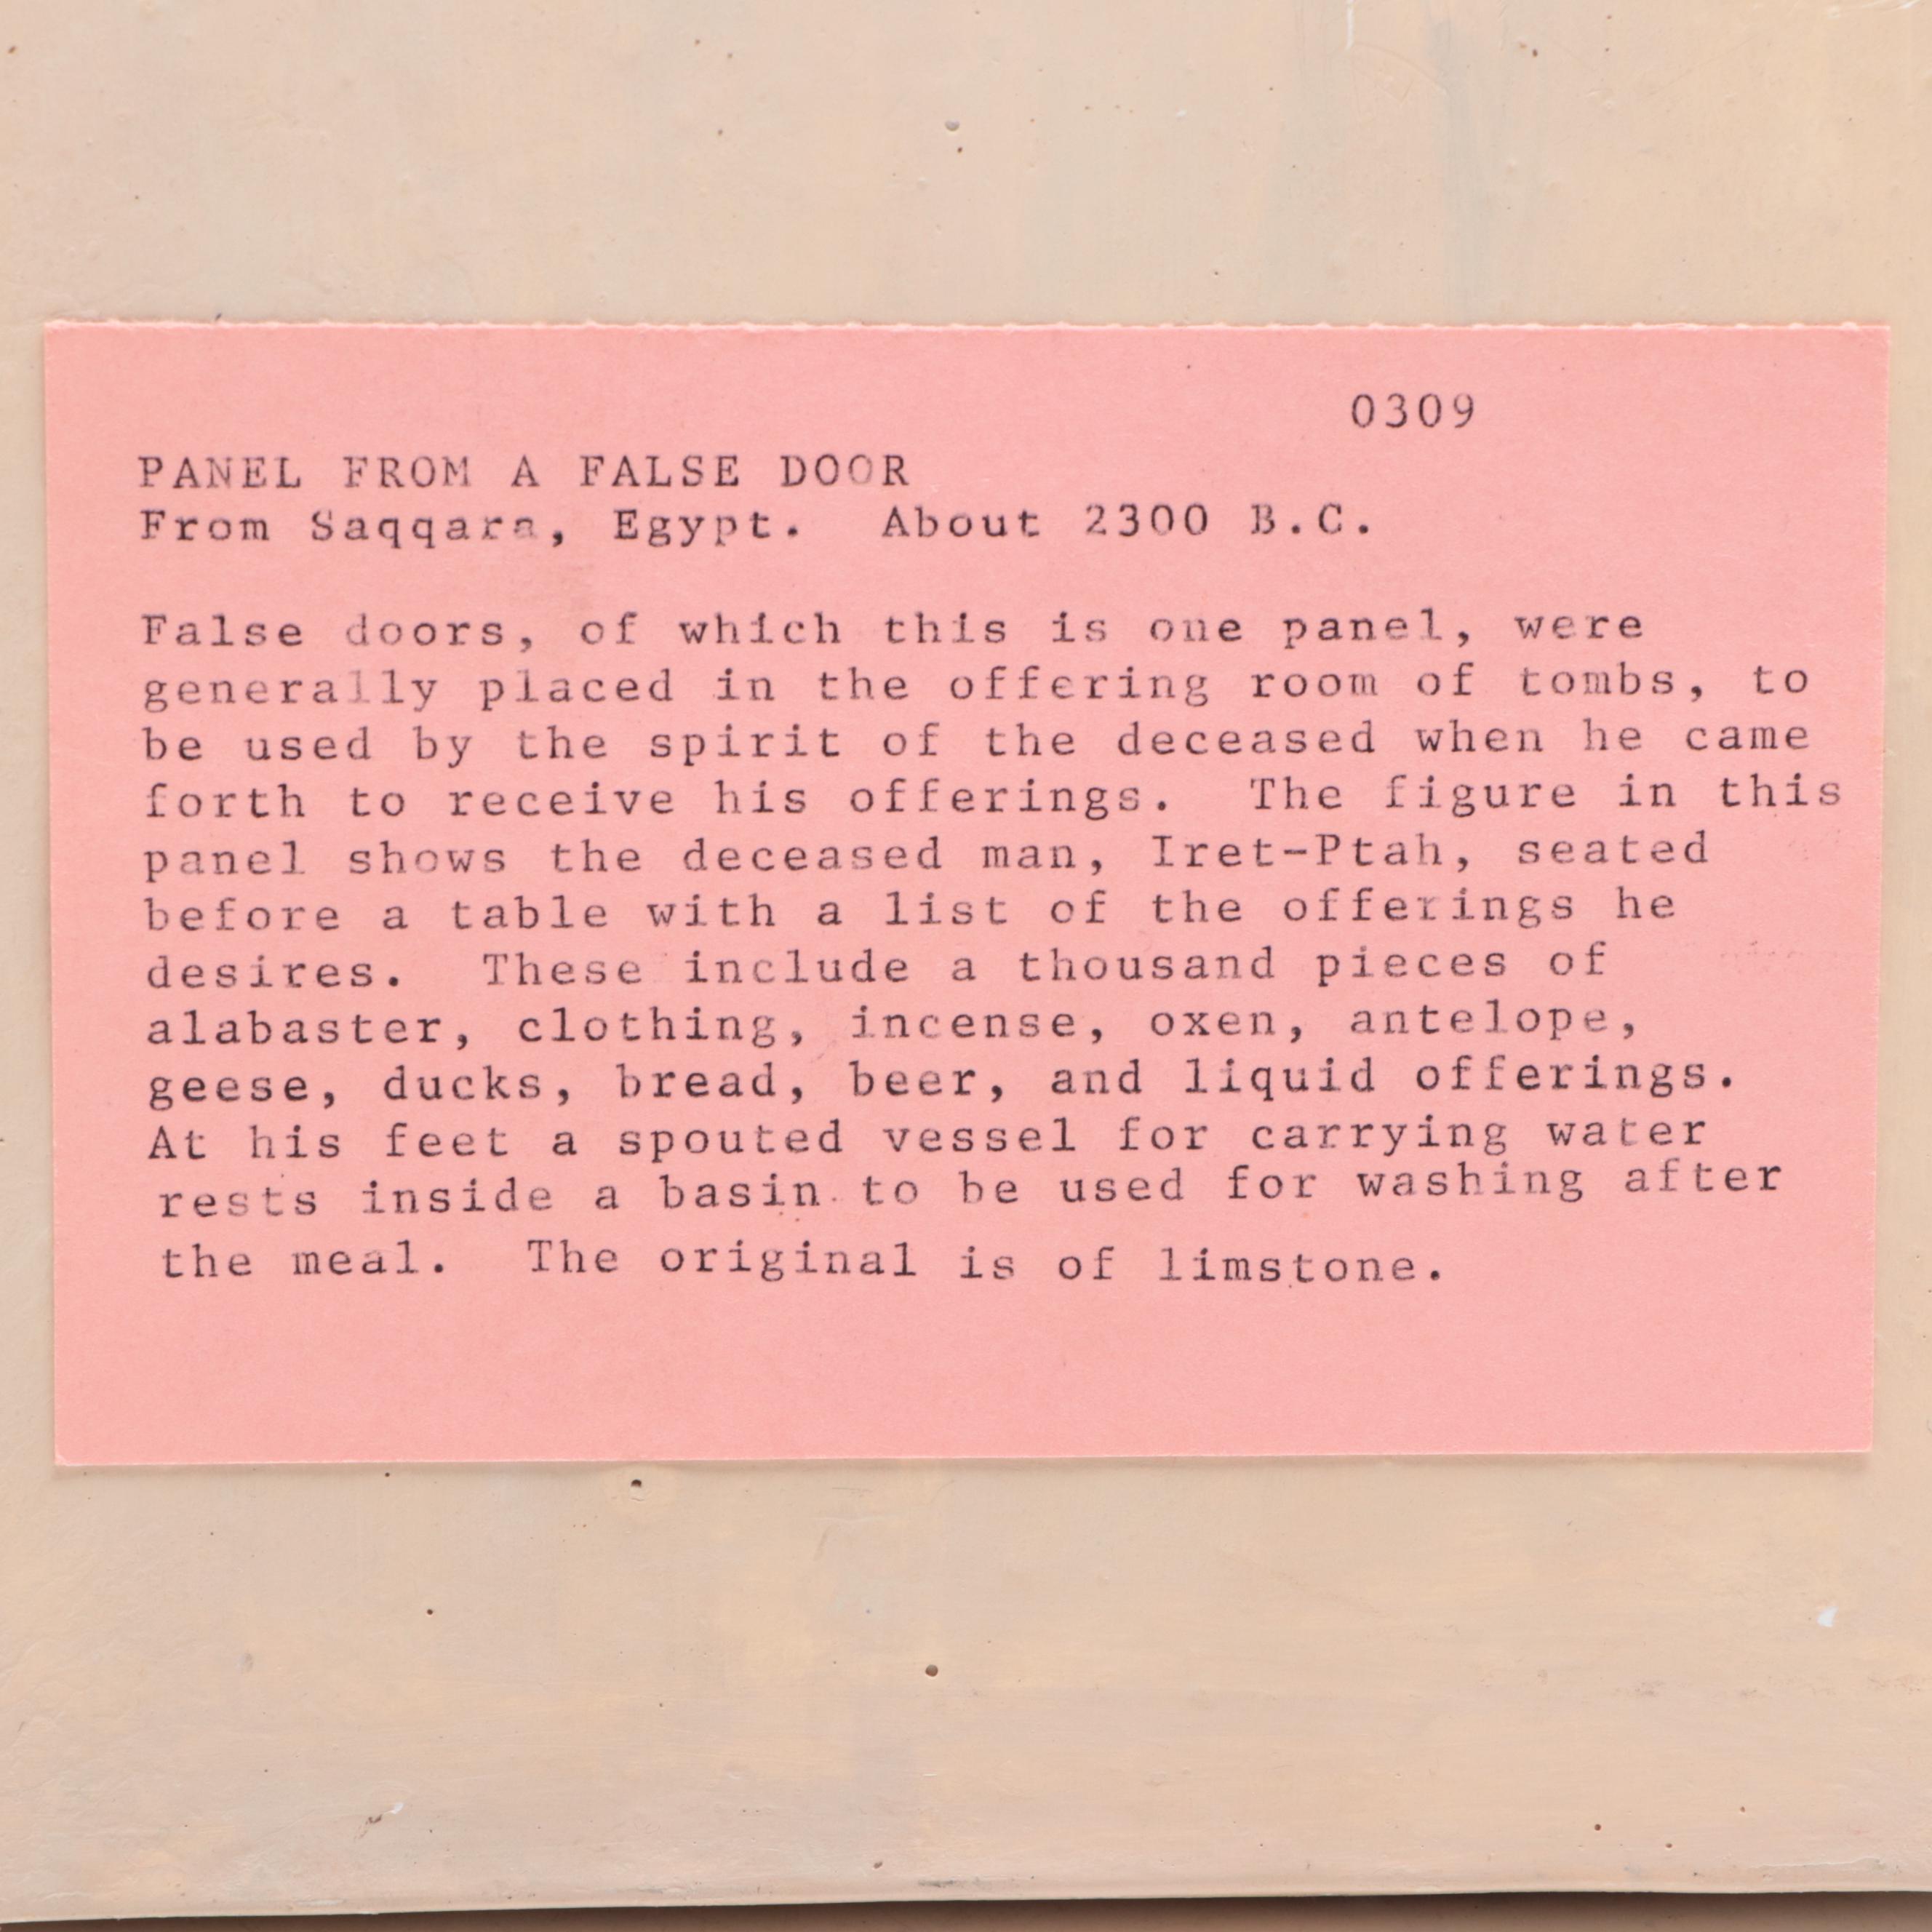 0309
PANEL FROM A FALSE DOOR
From Saqqara, Egypt.  About 2300 B.C.
False doors, of which this is one panel, were
generally placed in the offering room of tombs, to
be used by the spirit of the deceased when he came
forth to receive his offerings.  The figure in this
panel shows the deceased man, Iret-Ptah, seated
before a table with a list of the offerings he
desires.  These include a thousand pieces of
alabaster, clothing, incense, oxen, antelope,
geese, ducks, bread, beer, and liquid offerings.
At his feet a spouted vessel for carrying water
rests inside a basin to be used for washing after
the meal.  The original is of limstone.